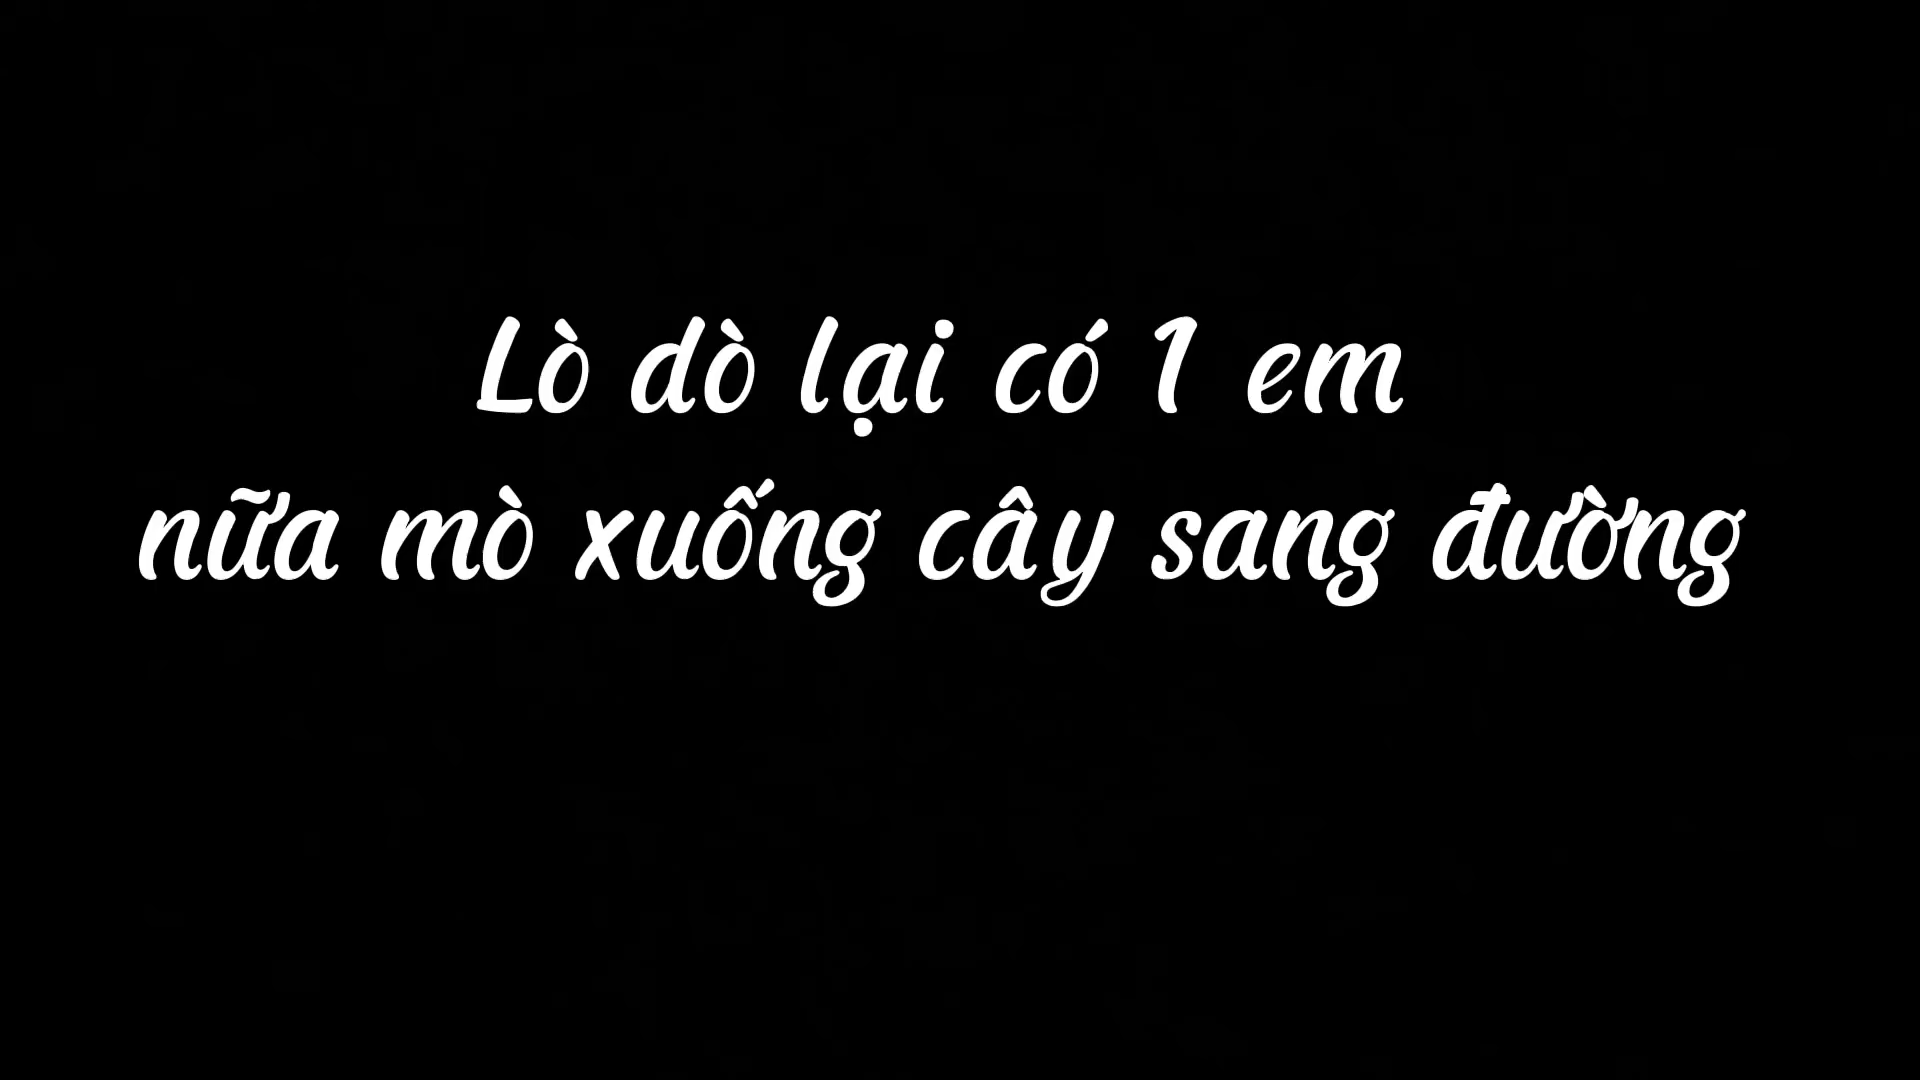 Lò dò lại có 1 em
nữa mò xuống cây sang đường